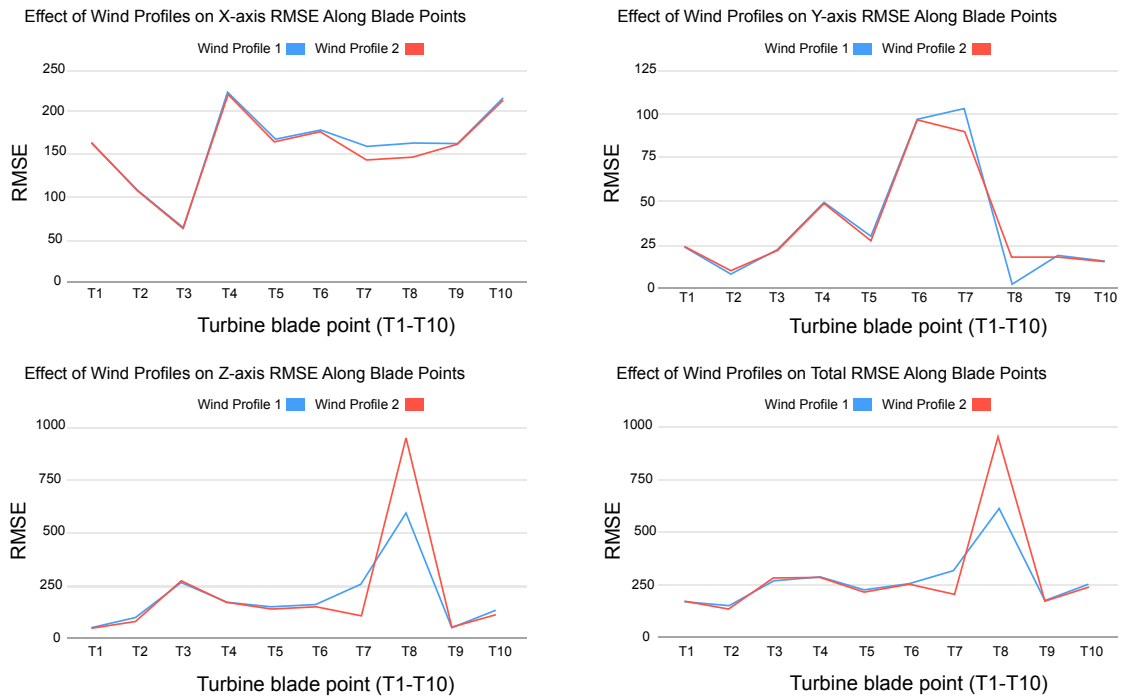 Effect of Wind Profiles on X-axis RMSE Along Blade Points
Wind Profile 1 Wind Profile 2
250
200
150
100
50
0
RMSE
T1 T2 T3 T4 T5 T6 T7 T8 T9 T10
Turbine blade point (T1-T10)
Effect of Wind Profiles on Y-axis RMSE Along Blade Points
Wind Profile 1 Wind Profile 2
125
100
75
50
25
0
RMSE
T1 T2 T3 T4 T5 T6 T7 T8 T9 T10
Turbine blade point (T1-T10)
Effect of Wind Profiles on Z-axis RMSE Along Blade Points
Wind Profile 1 Wind Profile 2
1000
750
500
250
0
RMSE
T1 T2 T3 T4 T5 T6 T7 T8 T9 T10
Turbine blade point (T1-T10)
Effect of Wind Profiles on Total RMSE Along Blade Points
Wind Profile 1 Wind Profile 2
1000
750
500
250
0
RMSE
T1 T2 T3 T4 T5 T6 T7 T8 T9 T10
Turbine blade point (T1-T10)